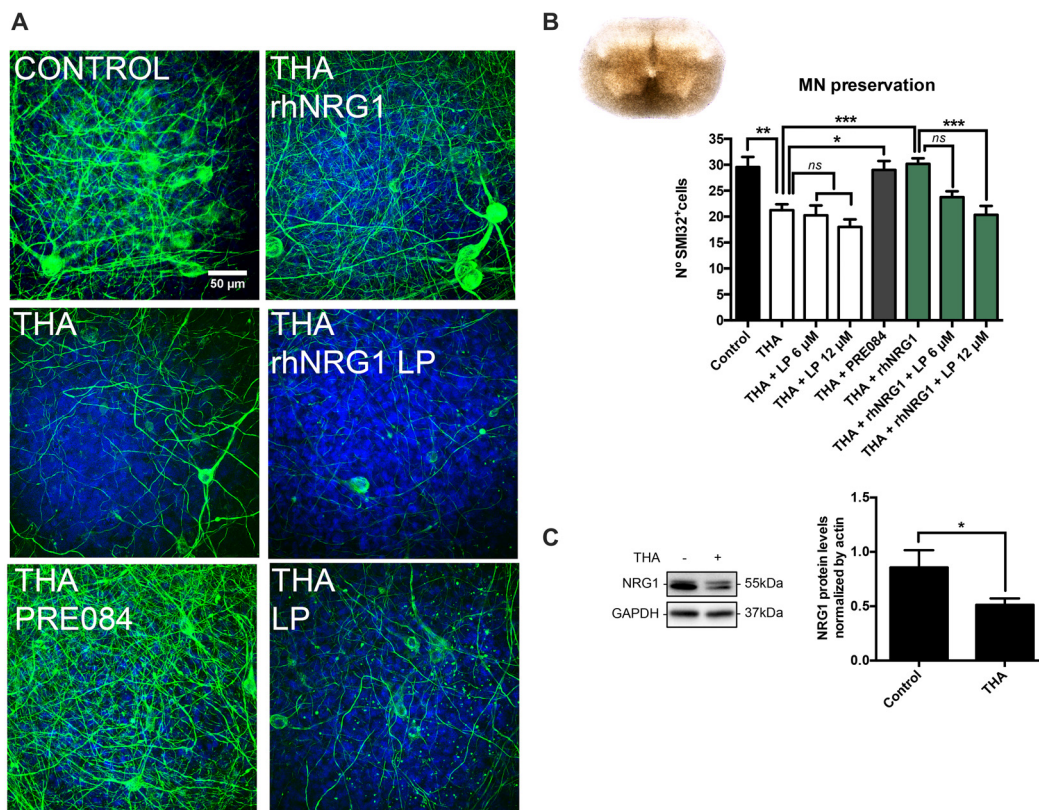 A
CONTROL
50 µm
THA
rhNRG1
THA
THA
rhNRG1 LP
THA
PRE084
THA
LP
B
MN preservation
Nº SMI32⁺cells
35
30
25
20
15
10
5
0
**
***
*
ns
ns
***
Control
THA
THA + LP 6 µM
THA + LP 12 µM
THA + PRE084
THA + rhNRG1
THA + rhNRG1 + LP 6 µM
THA + rhNRG1 + LP 12 µM
C
THA - +
NRG1 55kDa
GAPDH 37kDa
NRG1 protein levels
normalized by actin
1.5
1.0
0.5
0.0
*
Control
THA